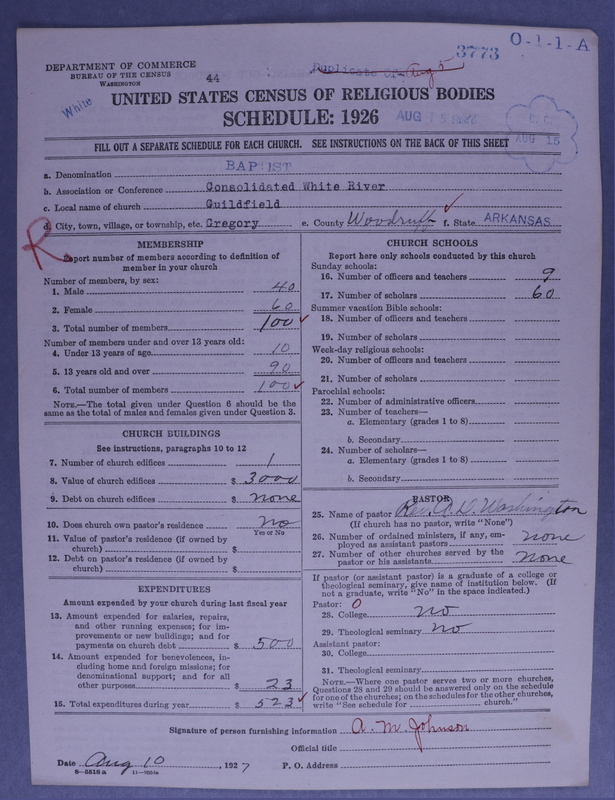 3773 O-1-1-A
DEPARTMENT OF COMMERCE
BUREAU OF THE CENSUS
WASHINGTON
44
Duplicate of Aug 5
White
UNITED STATES CENSUS OF RELIGIOUS BODIES
SCHEDULE: 1926
AUG 15
AUG 15
FILL OUT A SEPARATE SCHEDULE FOR EACH CHURCH. SEE INSTRUCTIONS ON THE BACK OF THIS SHEET
a. Denomination BAPTIST
b. Association or Conference Consolidated White River
c. Local name of church Guildfield
d. City, town, village, or township, etc. Gregory e. County Woodruff f. State ARKANSAS
R
MEMBERSHIP
Report number of members according to definition of
member in your church
Number of members, by sex:
1. Male 40
2. Female 60
3. Total number of members 100
Number of members under and over 13 years old:
4. Under 13 years of age 10
5. 13 years old and over 90
6. Total number of members 100
NOTE.—The total given under Question 6 should be the
same as the total of males and females given under Question 3.
CHURCH BUILDINGS
See instructions, paragraphs 10 to 12
7. Number of church edifices 1
8. Value of church edifices $ 3000
9. Debt on church edifices $ none
10. Does church own pastor's residence no
Yes or No
11. Value of pastor's residence (if owned by
church) $
12. Debt on pastor's residence (if owned by
church) $
EXPENDITURES
Amount expended by church during last fiscal year
13. Amount expended for salaries, repairs,
and other running expenses; for im-
provements or new buildings; and for
payments on church debt $ 500
14. Amount expended for benevolences, in-
cluding home and foreign missions; for
denominational support; and for all
other purposes $ 23
15. Total expenditures during year $ 523
CHURCH SCHOOLS
Report here only schools conducted by this church
Sunday schools:
16. Number of officers and teachers 9
17. Number of scholars 60
Summer vacation Bible schools:
18. Number of officers and teachers
19. Number of scholars
Week-day religious schools:
20. Number of officers and teachers
21. Number of scholars
Parochial schools:
22. Number of administrative officers
23. Number of teachers—
a. Elementary (grades 1 to 8)
b. Secondary
24. Number of scholars—
a. Elementary (grades 1 to 8)
b. Secondary
PASTOR
25. Name of pastor Rev. A. D. Washington
(If church has no pastor, write "None")
26. Number of ordained ministers, if any, em-
ployed as assistant pastors none
27. Number of other churches served by the
pastor or his assistants none
If pastor (or assistant pastor) is a graduate of a college or
theological seminary, give name of institution below. (If
not a graduate, write "No" in the space indicated.)
Pastor: 0
28. College no
29. Theological seminary no
Assistant pastor:
30. College
31. Theological seminary
NOTE.—Where one pastor serves two or more churches,
Questions 28 and 29 should be answered only on the schedule
for one of the churches; on the schedules for the other churches,
write "See schedule for church."
Signature of person furnishing information A. M. Johnson
Official title
Date Aug 10, 1927 P. O. Address
8-5518 a